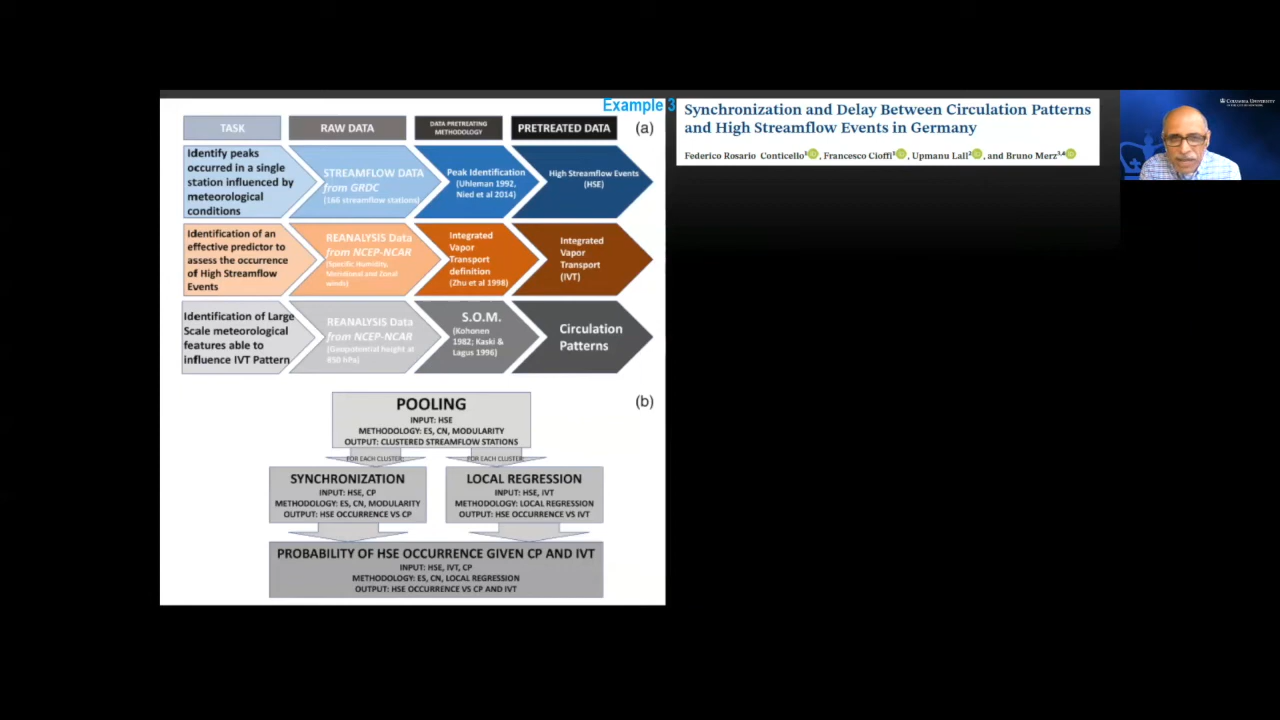 Example 3
Synchronization and Delay Between Circulation Patterns
and High Streamflow Events in Germany
Federico Rosario Conticello1, Francesco Cioffi1, Upmanu Lall2, and Bruno Merz3,4
COLUMBIA UNIVERSITY
TASK
RAW DATA
DATA PRETREATING
METHODOLOGY
PRETREATED DATA
(a)
Identify peaks
occurred in a single
station influenced by
meteorological
conditions
STREAMFLOW DATA
from GRDC
(166 streamflow stations)
Peak Identification
(Uhleman 1992,
Nied et al 2014)
High Streamflow Events
(HSE)
Identification of an
effective predictor to
assess the occurrence
of High Streamflow
Events
REANALYSIS Data
from NCEP-NCAR
(Specific Humidity,
Meridional and Zonal
winds)
Integrated
Vapor
Transport
definition
(Zhu et al 1998)
Integrated
Vapor
Transport
(IVT)
Identification of Large
Scale meteorological
features able to
influence IVT Pattern
REANALYSIS Data
from NCEP-NCAR
(Geopotential height at
850 hPa)
S.O.M.
(Kohonen
1982; Kaski &
Lagus 1996)
Circulation
Patterns
(b)
POOLING
INPUT: HSE
METHODOLOGY: ES, CN, MODULARITY
OUTPUT: CLUSTERED STREAMFLOW STATIONS
FOR EACH CLUSTER:
FOR EACH CLUSTER:
SYNCHRONIZATION
INPUT: HSE, CP
METHODOLOGY: ES, CN, MODULARITY
OUTPUT: HSE OCCURRENCE VS CP
LOCAL REGRESSION
INPUT: HSE, IVT
METHODOLOGY: LOCAL REGRESSION
OUTPUT: HSE OCCURRENCE VS IVT
PROBABILITY OF HSE OCCURRENCE GIVEN CP AND IVT
INPUT: HSE, IVT, CP
METHODOLOGY: ES, CN, LOCAL REGRESSION
OUTPUT: HSE OCCURRENCE VS CP AND IVT